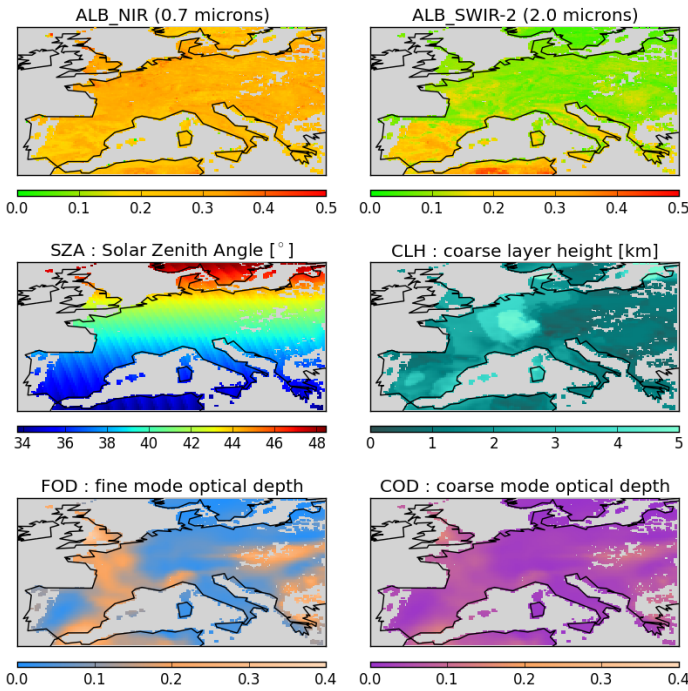 ALB_NIR (0.7 microns)
ALB_SWIR-2 (2.0 microns)
0.0 0.1 0.2 0.3 0.4 0.5
0.0 0.1 0.2 0.3 0.4 0.5
SZA : Solar Zenith Angle [°]
CLH : coarse layer height [km]
34 36 38 40 42 44 46 48
0 1 2 3 4 5
FOD : fine mode optical depth
COD : coarse mode optical depth
0.0 0.1 0.2 0.3 0.4
0.0 0.1 0.2 0.3 0.4